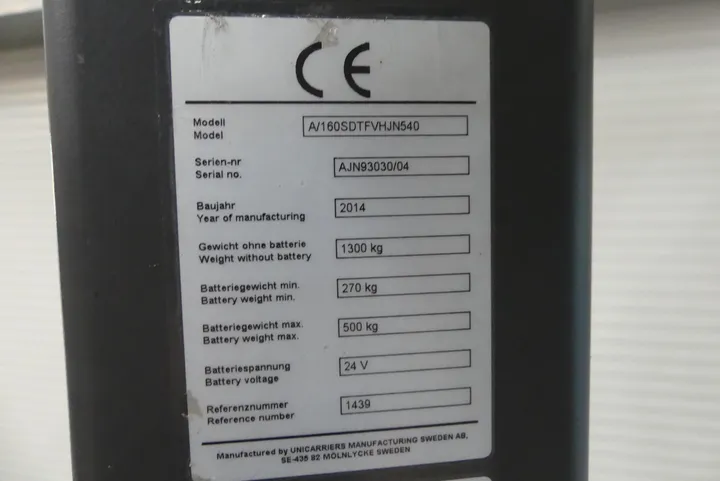 CE
Modell
Model
A/160SDTFVHJN540
Serien-nr
Serial no.
AJN93030/04
Baujahr
Year of manufacturing
2014
Gewicht ohne batterie
Weight without battery
1300 kg
Batteriegewicht min.
Battery weight min.
270 kg
Batteriegewicht max.
Battery weight max.
500 kg
Batteriespannung
Battery voltage
24 V
Referenznummer
Reference number
1439
Manufactured by UNICARRIERS MANUFACTURING SWEDEN AB,
SE-435 82 MÖLNLYCKE SWEDEN